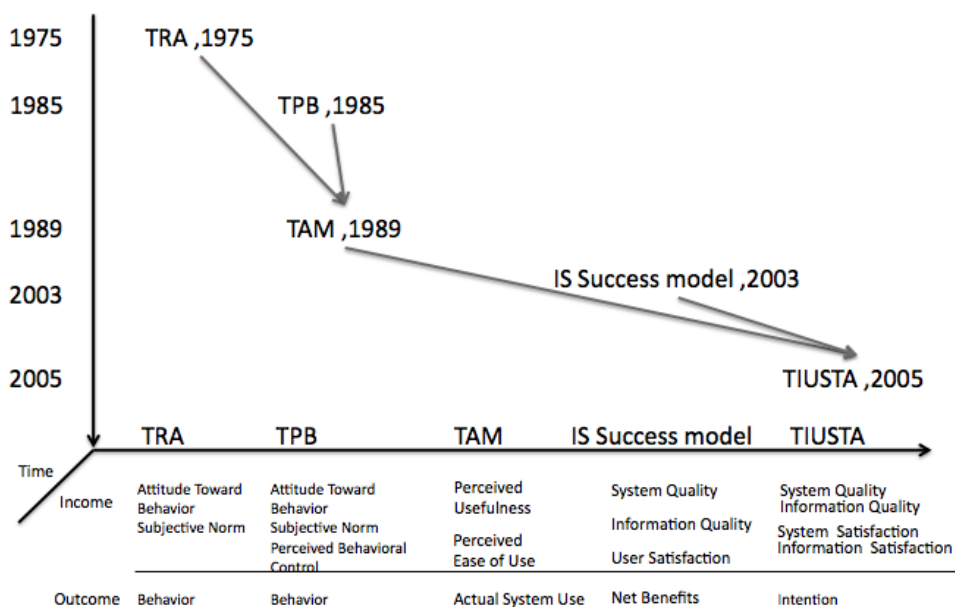 1975
TRA ,1975
1985
TPB ,1985
1989
TAM ,1989
IS Success model ,2003
2003
2005
TIUSTA ,2005
TRA
TPB
TAM
IS Success model
TIUSTA
Time
Income
Attitude Toward
Behavior
Subjective Norm
Attitude Toward
Behavior
Subjective Norm
Perceived Behavioral
Control
Perceived
Usefulness
Perceived
Ease of Use
System Quality
Information Quality
User Satisfaction
System Quality
Information Quality
System Satisfaction
Information Satisfaction
Outcome
Behavior
Behavior
Actual System Use
Net Benefits
Intention